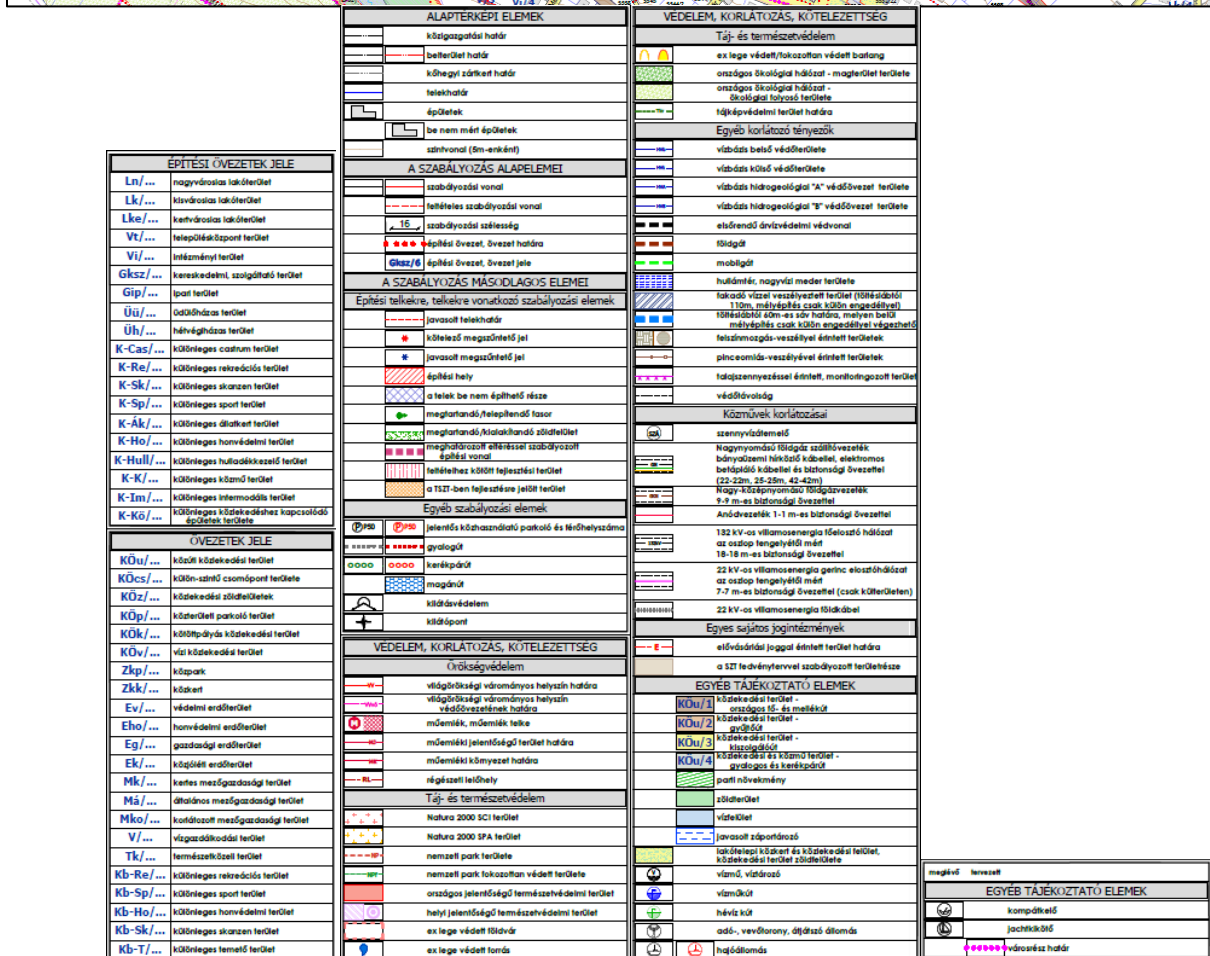 ÉPÍTÉSI ÖVEZETEK JELE
Ln/... nagyvárosias lakóterület
Lk/... kisvárosias lakóterület
Lke/... kertvárosias lakóterület
Vt/... településközpont terület
Vi/... intézményi terület
Gksz/... kereskedelmi, szolgáltató terület
Gip/... ipari terület
Üü/... üdülőházas terület
Üh/... hétvégiházas terület
K-Cas/... különleges castrum terület
K-Re/... különleges rekreációs terület
K-Sk/... különleges skanzen terület
K-Sp/... különleges sport terület
K-Ák/... különleges állatkert terület
K-Ho/... különleges honvédelmi terület
K-Hull/... különleges hulladékkezelő terület
K-K/... különleges közmű terület
K-Im/... különleges intermodális terület
K-Kö/... különleges közlekedéshez kapcsolódó
épületek területe
ÖVEZETEK JELE
KÖu/... közúti közlekedési terület
KÖcs/... külön-szintű csomópont területe
KÖz/... közlekedési zöldfelületek
KÖp/... közterületi parkoló terület
KÖk/... kötöttpályás közlekedési terület
KÖv/... vízi közlekedési terület
Zkp/... közpark
Zkk/... közkert
Ev/... védelmi erdőterület
Eho/... honvédelmi erdőterület
Eg/... gazdasági erdőterület
Ek/... közjóléti erdőterület
Mk/... kertes mezőgazdasági terület
Má/... általános mezőgazdasági terület
Mko/... korlátozott mezőgazdasági terület
V/... vízgazdálkodási terület
Tk/... természetközeli terület
Kb-Re/... különleges rekreációs terület
Kb-Sp/... különleges sport terület
Kb-Ho/... különleges honvédelmi terület
Kb-Sk/... különleges skanzen terület
Kb-T/... különleges temető terület
ALAPTÉRKÉPI ELEMEK
közigazgatási határ
belterület határ
kőhegyi zártkert határ
telekhatár
épületek
be nem mért épületek
szintvonal (5m-enként)
A SZABÁLYOZÁS ALAPELEMEI
szabályozási vonal
feltételes szabályozási vonal
16 szabályozási szélesség
építési övezet, övezet határa
Gksz/6 építési övezet, övezet jele
A SZABÁLYOZÁS MÁSODLAGOS ELEMEI
Építési telkekre, telkekre vonatkozó szabályozási elemek
javasolt telekhatár
kötelező megszüntető jel
javasolt megszüntető jel
építési hely
a telek be nem építhető része
megtartandó/telepítendő fasor
megtartandó/kialakítandó zöldfelület
meghatározott eltéréssel szabályozott
építési vonal
feltételhez kötött fejlesztési terület
a TSZT-ben fejlesztésre jelölt terület
Egyéb szabályozási elemek
P P50 P P50 jelentős közhasználatú parkoló és férőhelyszáma
gyalogút
kerékpárút
magánút
kilátásvédelem
kilátópont
VÉDELEM, KORLÁTOZÁS, KÖTELEZETTSÉG
Örökségvédelem
világörökségi várományos helyszín határa
világörökségi várományos helyszín
védőövezetének határa
M műemlék, műemlék telke
műemléki jelentőségű terület határa
műemléki környezet határa
RL régészeti lelőhely
Táj- és természetvédelem
Natura 2000 SCI terület
Natura 2000 SPA terület
NP nemzeti park területe
NPF nemzeti park fokozottan védett területe
országos jelentőségű természetvédelmi terület
helyi jelentőségű természetvédelmi terület
ex lege védett földvár
ex lege védett forrás
VÉDELEM, KORLÁTOZÁS, KÖTELEZETTSÉG
Táj- és természetvédelem
ex lege védett/fokozottan védett barlang
országos ökológiai hálózat - magterület területe
országos ökológiai hálózat -
ökológiai folyosó területe
tájképvédelmi terület határa
Egyéb korlátozó tényezők
vízbázis belső védőterülete
vízbázis külső védőterülete
vízbázis hidrogeológiai "A" védőövezet területe
vízbázis hidrogeológiai "B" védőövezet területe
elsőrendű árvízvédelmi védvonal
földgát
mobilgát
hullámtér, nagyvízi meder területe
fakadó vízzel veszélyeztett terület (töltéslábtól
110m, mélyépítés csak külön engedéllyel)
töltéslábtól 60m-es sáv határa, melyen belül
mélyépítés csak külön engedéllyel végezhető
felszínmozgás-veszéllyel érintett területek
pinceomlás-veszélyével érintett területek
talajszennyezéssel érintett, monitoringozott terület
védőtávolság
Közművek korlátozásai
szennyvízátemelő
Nagynyomású földgáz szállítóvezeték
bányaüzemi hírközlő kábellel, elektromos
betápláló kábellel és biztonsági övezettel
(22-22m, 25-25m, 42-42m)
Nagy-középnyomású földgázvezeték
9-9 m-es biztonsági övezettel
Anódvezeték 1-1 m-es biztonsági övezettel
132 kV-os villamosenergia főelosztó hálózat
az oszlop tengelyétől mért
18-18 m-es biztonsági övezettel
22 kV-os villamosenergia gerinc elosztóhálózat
az oszlop tengelyétől mért
7-7 m-es biztonsági övezettel (csak külterületen)
22 kV-os villamosenergia földkábel
Egyes sajátos jogintézmények
E elővásárlási joggal érintett terület határa
a SZT fedvénytervvel szabályozott területrésze
EGYÉB TÁJÉKOZTATÓ ELEMEK
KÖu/1 közlekedési terület -
országos fő- és mellékút
KÖu/2 közlekedési terület -
gyűjtőút
KÖu/3 közlekedési terület -
kiszolgálóút
KÖu/4 közlekedési és közmű terület -
gyalogos és kerékpárút
parti növekmény
zöldterület
vízfelület
javasolt záportározó
lakótelepi közkert és közlekedési felület,
közlekedési terület zöldfelülete
vízmű, víztározó
vízműkút
hévíz kút
adó-, vevőtorony, átjátszó állomás
hajóállomás
meglévő tervezett
EGYÉB TÁJÉKOZTATÓ ELEMEK
kompátkelő
jachtkikötő
városrész határ